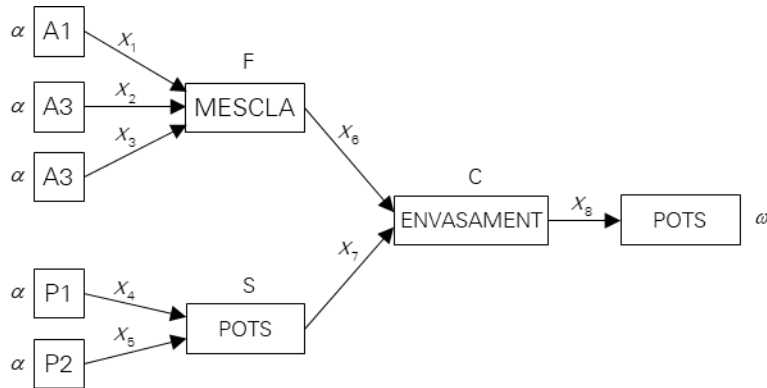 α A1 X1
F
α A3 X2 MESCLA
α A3 X3
X6
C
ENVASAMENT X8 POTS ω
X7
α P1 X4
S
POTS
α P2 X5